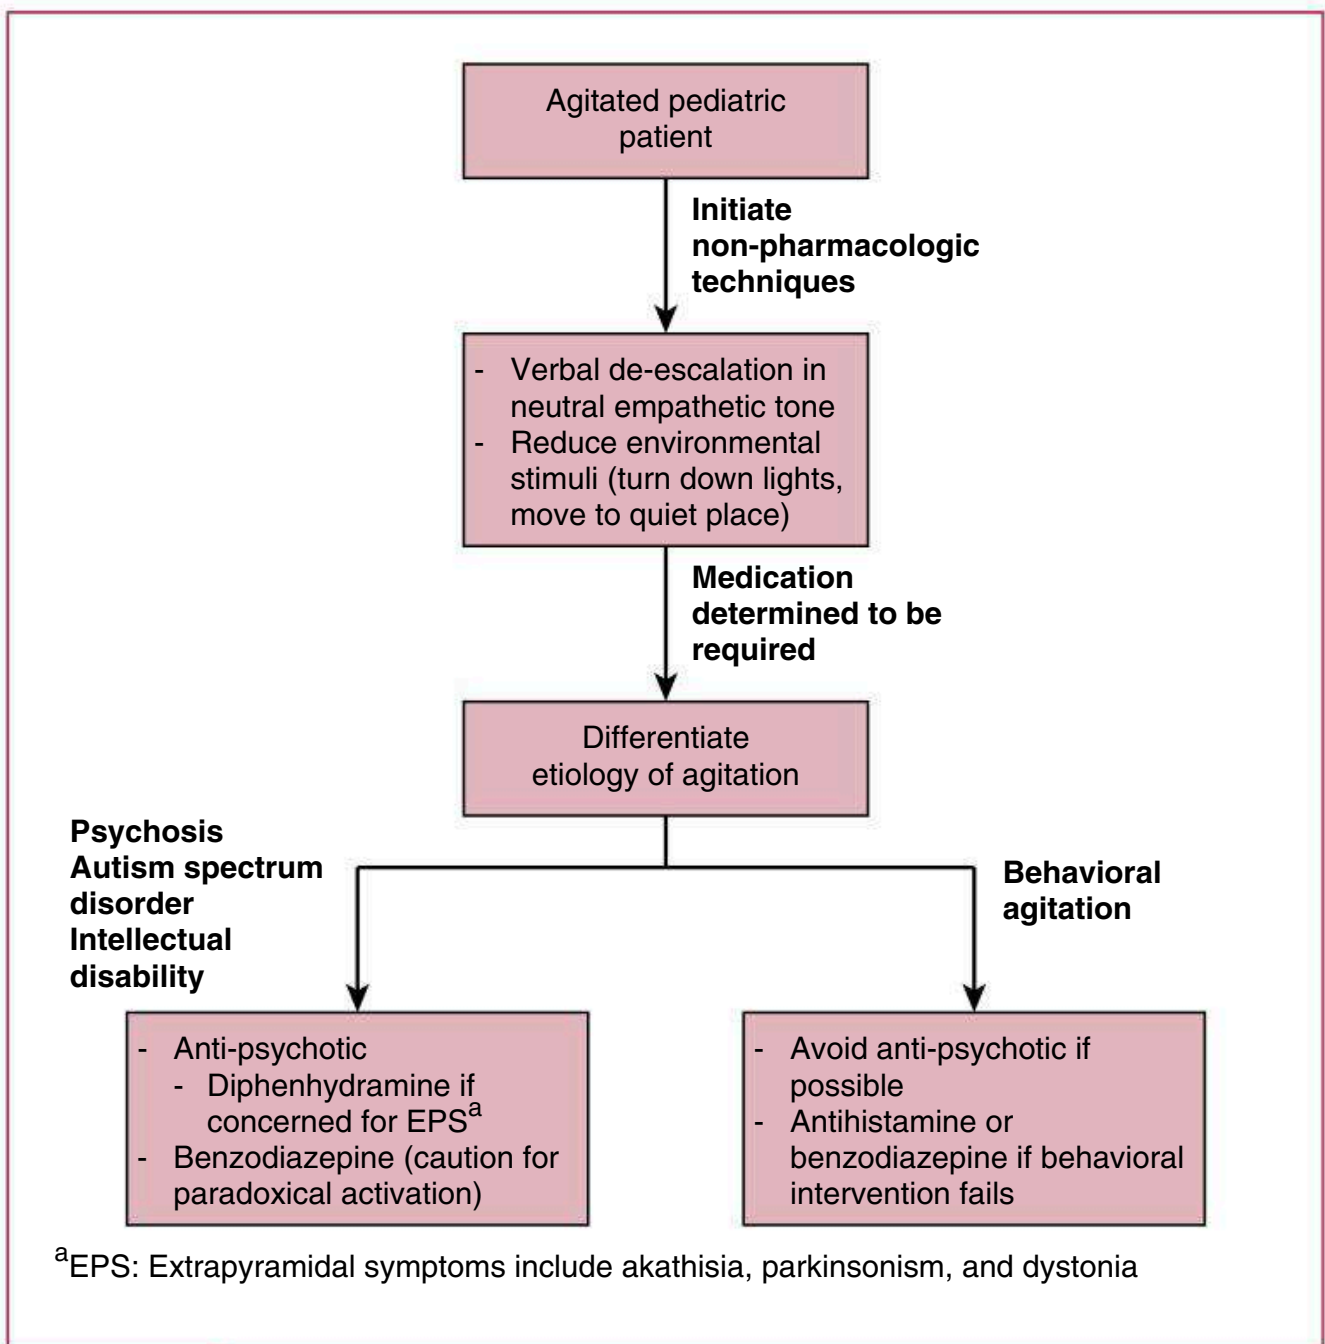 Agitated pediatric
patient
Initiate
non-pharmacologic
techniques
- Verbal de-escalation in
neutral empathetic tone
- Reduce environmental
stimuli (turn down lights,
move to quiet place)
Medication
determined to be
required
Differentiate
etiology of agitation
Psychosis
Autism spectrum
disorder
Intellectual
disability
Behavioral
agitation
- Anti-psychotic
- Diphenhydramine if
concerned for EPSa
- Benzodiazepine (caution for
paradoxical activation)
- Avoid anti-psychotic if
possible
- Antihistamine or
benzodiazepine if behavioral
intervention fails
aEPS: Extrapyramidal symptoms include akathisia, parkinsonism, and dystonia